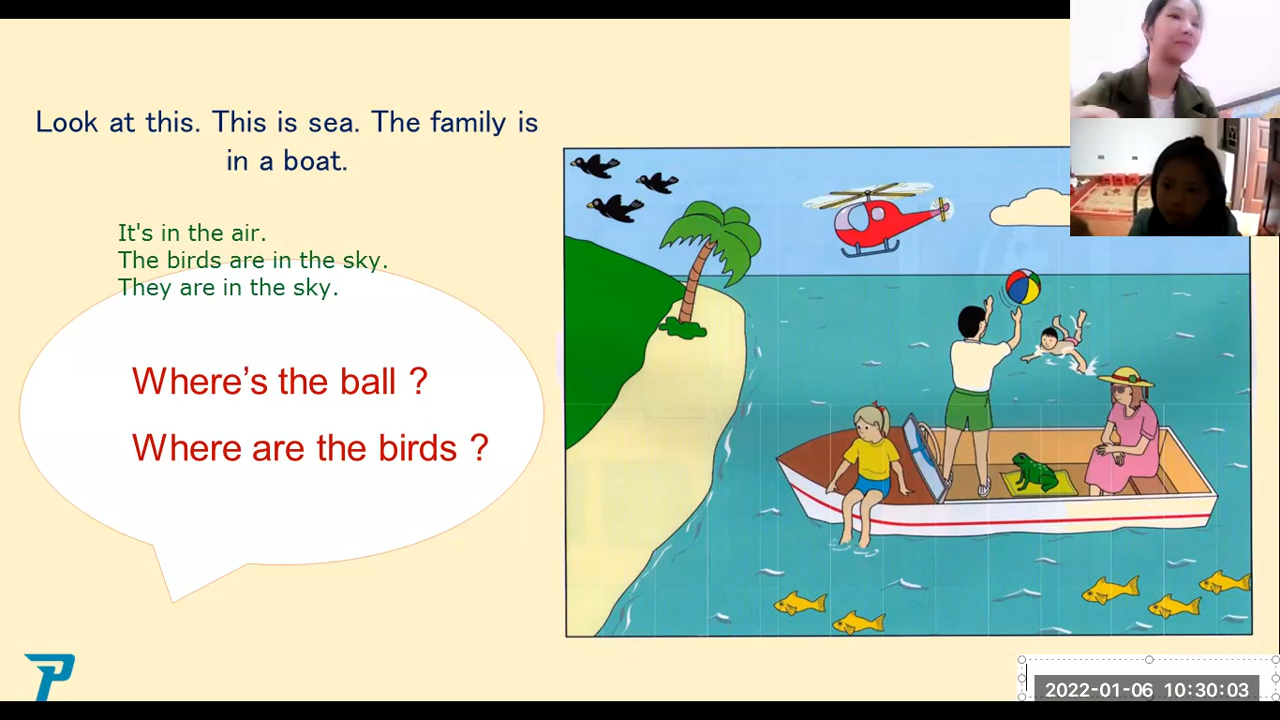 Look at this. This is sea. The family is
in a boat.
It's in the air.
The birds are in the sky.
They are in the sky.
Where’s the ball ?
Where are the birds ?
2022-01-06 10:30:03